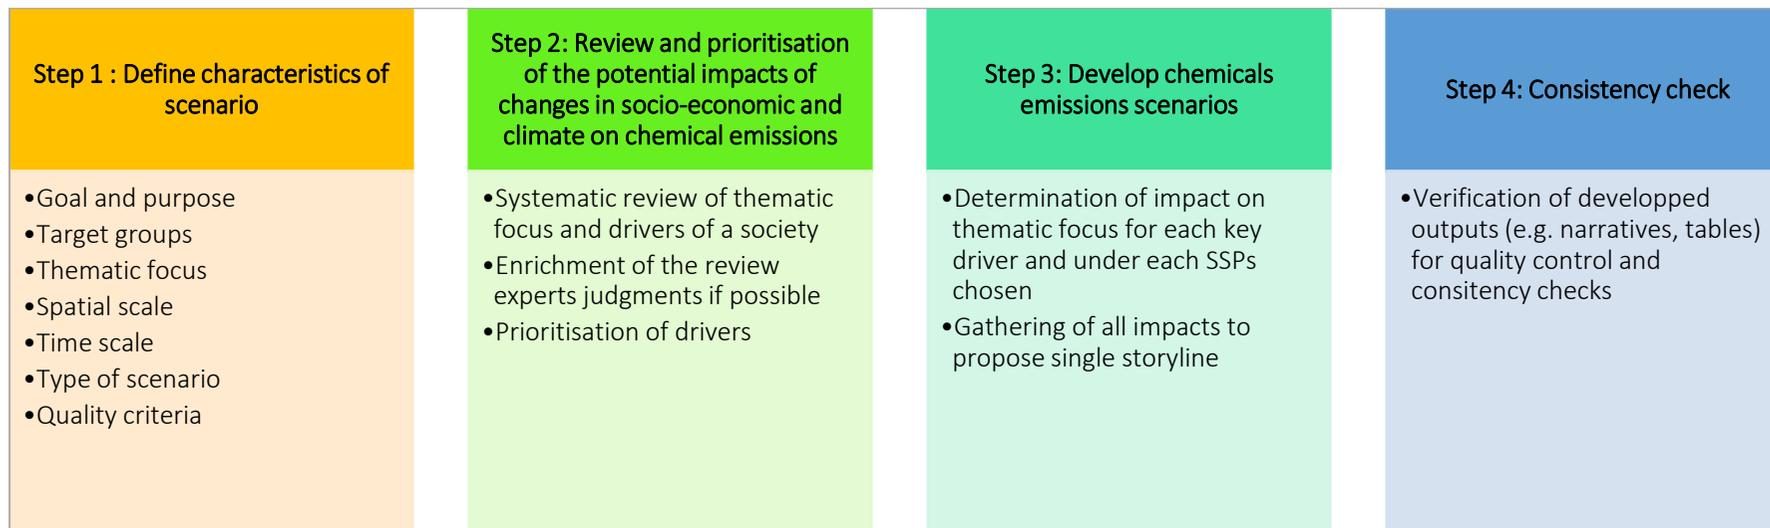 Step 1 : Define characteristics of
scenario
•Goal and purpose
•Target groups
•Thematic focus
•Spatial scale
•Time scale
•Type of scenario
•Quality criteria
Step 2: Review and prioritisation
of the potential impacts of
changes in socio-economic and
climate on chemical emissions
•Systematic review of thematic
focus and drivers of a society
•Enrichment of the review
experts judgments if possible
•Prioritisation of drivers
Step 3: Develop chemicals
emissions scenarios
•Determination of impact on
thematic focus for each key
driver and under each SSPs
chosen
•Gathering of all impacts to
propose single storyline
Step 4: Consistency check
•Verification of developped
outputs (e.g. narratives, tables)
for quality control and
consitency checks